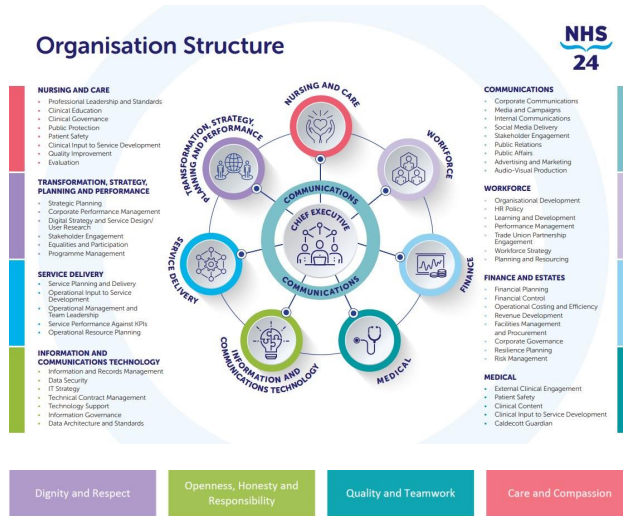 Organisation Structure
NHS
24
NURSING AND CARE
Professional Leadership and Standards
Clinical Education
Clinical Governance
Public Protection
Patient Safety
Clinical Input to Service Development
Quality Improvement
Evaluation
TRANSFORMATION, STRATEGY,
PLANNING AND PERFORMANCE
Strategic Planning
Corporate Performance Management
Digital Strategy and Service Design/
User Research
Stakeholder Engagement
Equalities and Participation
Programme Management
SERVICE DELIVERY
Service Planning and Delivery
Operational Input to Service
Development
Operational Management and
Team Leadership
Service Performance Against KPIs
Operational Resource Planning
INFORMATION AND
COMMUNICATIONS TECHNOLOGY
Information and Records Management
Data Security
IT Strategy
Technical Contract Management
Technology Support
Information Governance
Data Architecture and Standards
NURSING AND CARE
WORKFORCE
FINANCE
MEDICAL
INFORMATION AND
COMMUNICATIONS TECHNOLOGY
SERVICE DELIVERY
TRANSFORMATION, STRATEGY,
PLANNING AND PERFORMANCE
COMMUNICATIONS
CHIEF EXECUTIVE
COMMUNICATIONS
COMMUNICATIONS
Corporate Communications
Media and Campaigns
Internal Communications
Social Media Delivery
Stakeholder Engagement
Public Relations
Public Affairs
Advertising and Marketing
Audio-Visual Production
WORKFORCE
Organisational Development
HR Policy
Learning and Development
Performance Management
Trade Union Partnership
Engagement
Workforce Strategy
Planning and Resourcing
FINANCE AND ESTATES
Financial Planning
Financial Control
Operational Costing and Efficiency
Revenue Development
Facilities Management
and Procurement
Corporate Governance
Resilience Planning
Risk Management
MEDICAL
External Clinical Engagement
Patient Safety
Clinical Content
Clinical Input to Service Development
Caldecott Guardian
Dignity and Respect
Openness, Honesty and
Responsibility
Quality and Teamwork
Care and Compassion